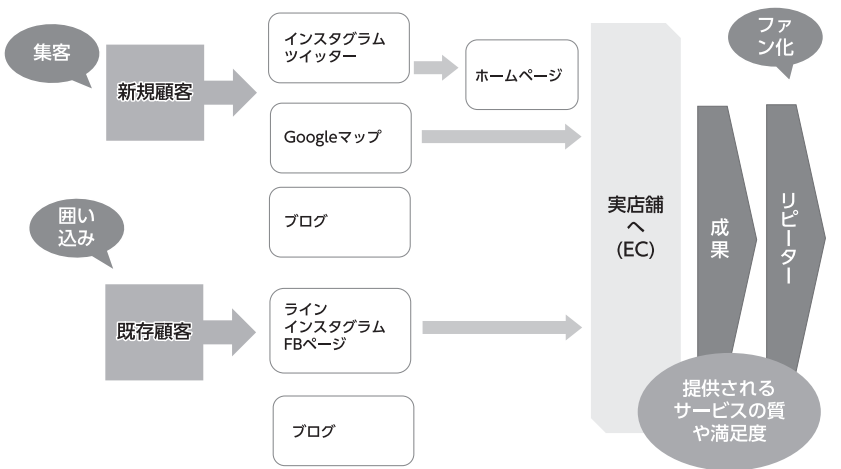 集客
新規顧客
インスタグラム
ツイッター
ホームページ
Googleマップ
ブログ
囲い
込み
既存顧客
ライン
インスタグラム
FBページ
ブログ
実店舗
へ
(EC)
ファ
ン化
成果
リピーター
提供される
サービスの質
や満足度